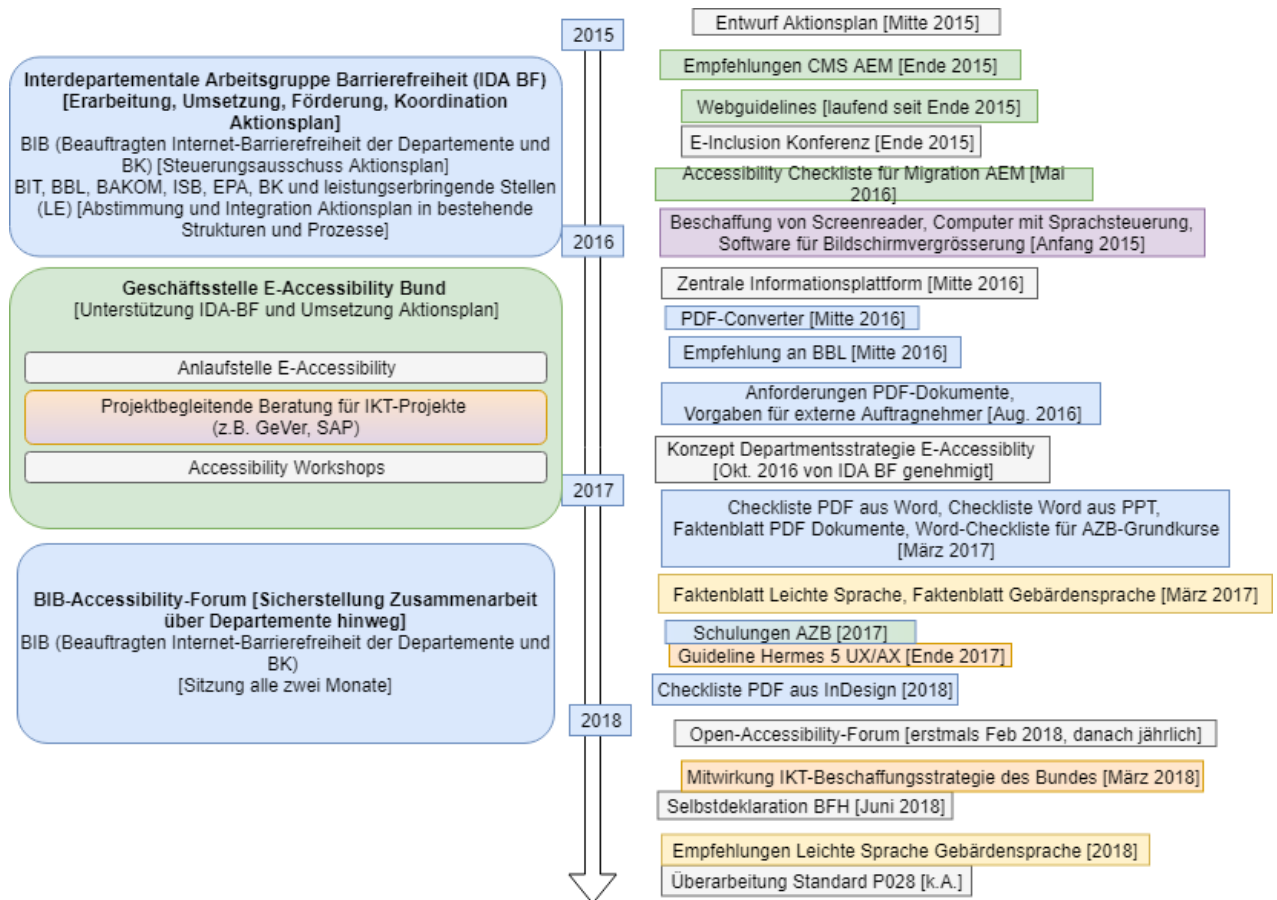 2015
Interdepartementale Arbeitsgruppe Barrierefreiheit (IDA BF)
[Erarbeitung, Umsetzung, Förderung, Koordination
Aktionsplan]
BIB (Beauftragten Internet-Barrierefreiheit der Departemente und
BK) [Steuerungsausschuss Aktionsplan]
BIT, BBL, BAKOM, ISB, EPA, BK und leistungserbringende Stellen
(LE) [Abstimmung und Integration Aktionsplan in bestehende
Strukturen und Prozesse]
2016
Geschäftsstelle E-Accessibility Bund
[Unterstützung IDA-BF und Umsetzung Aktionsplan]
Anlaufstelle E-Accessibility
Projektbegleitende Beratung für IKT-Projekte
(z.B. GeVer, SAP)
Accessibility Workshops
2017
BIB-Accessibility-Forum [Sicherstellung Zusammenarbeit
über Departemente hinweg]
BIB (Beauftragten Internet-Barrierefreiheit der Departemente und
BK)
[Sitzung alle zwei Monate]
2018
Entwurf Aktionsplan [Mitte 2015]
Empfehlungen CMS AEM [Ende 2015]
Webguidelines [laufend seit Ende 2015]
E-Inclusion Konferenz [Ende 2015]
Accessibility Checkliste für Migration AEM [Mai
2016]
Beschaffung von Screenreader, Computer mit Sprachsteuerung,
Software für Bildschirmvergrösserung [Anfang 2015]
Zentrale Informationsplattform [Mitte 2016]
PDF-Converter [Mitte 2016]
Empfehlung an BBL [Mitte 2016]
Anforderungen PDF-Dokumente,
Vorgaben für externe Auftragnehmer [Aug. 2016]
Konzept Departmentsstrategie E-Accessiblity
[Okt. 2016 von IDA BF genehmigt]
Checkliste PDF aus Word, Checkliste Word aus PPT,
Faktenblatt PDF Dokumente, Word-Checkliste für AZB-Grundkurse
[März 2017]
Faktenblatt Leichte Sprache, Faktenblatt Gebärdensprache [März 2017]
Schulungen AZB [2017]
Guideline Hermes 5 UX/AX [Ende 2017]
Checkliste PDF aus InDesign [2018]
Open-Accessibility-Forum [erstmals Feb 2018, danach jährlich]
Mitwirkung IKT-Beschaffungsstrategie des Bundes [März 2018]
Selbstdeklaration BFH [Juni 2018]
Empfehlungen Leichte Sprache Gebärdensprache [2018]
Überarbeitung Standard P028 [k.A.]